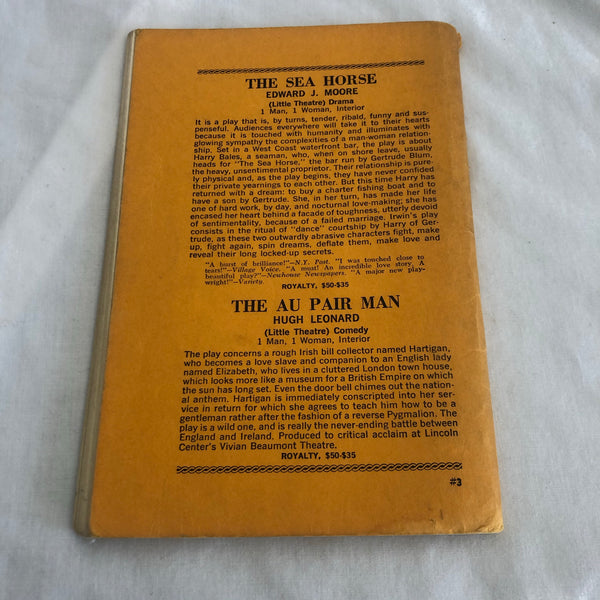 THE SEA HORSE
EDWARD J. MOORE
(Little Theatre) Drama
1 Man, 1 Woman, Interior
It is a play that is, by turns, tender, ribald, funny and sus-
penseful. Audiences everywhere will take it to their hearts
because it is touched with humanity and illuminates with
glowing sympathy the complexities of a man-woman relation-
ship. Set in a West Coast waterfront bar, the play is about
Harry Bales, a seaman, who, when on shore leave, usually
heads for "The Sea Horse," the bar run by Gertrude Blum,
the heavy, unsentimental proprietor. Their relationship is pure-
ly physical and, as the play begins, they have never confided
their private yearnings to each other. But this time Harry has
returned with a dream: to buy a charter fishing boat and to
have a son by Gertrude. She, in her turn, has made her life
one of hard work, by day, and nocturnal love-making; she has
encased her heart behind a facade of toughness, utterly devoid
of sentimentality, because of a failed marriage. Irwin's play
consists in the ritual of "dance" courtship by Harry of Ger-
trude, as these two outwardly abrasive characters fight, make
up, fight again, spin dreams, deflate them, make love and
reveal their long locked-up secrets.
"A burst of brilliance!"—N.Y. Post. "I was touched close to
tears!"—Village Voice. "A must! An incredible love story. A
beautiful play?"—Newhouse Newspapers. "A major new play-
wright!"—Variety.
ROYALTY, $50-$35
THE AU PAIR MAN
HUGH LEONARD
(Little Theatre) Comedy
1 Man, 1 Woman, Interior
The play concerns a rough Irish bill collector named Hartigan,
who becomes a love slave and companion to an English lady
named Elizabeth, who lives in a cluttered London town house,
which looks more like a museum for a British Empire on which
the sun has long set. Even the door bell chimes out the nation-
al anthem. Hartigan is immediately conscripted into her ser-
vice in return for which she agrees to teach him how to be a
gentleman rather after the fashion of a reverse Pygmalion. The
play is a wild one, and is really the never-ending battle between
England and Ireland. Produced to critical acclaim at Lincoln
Center's Vivian Beaumont Theatre.
ROYALTY, $50-$35
#3